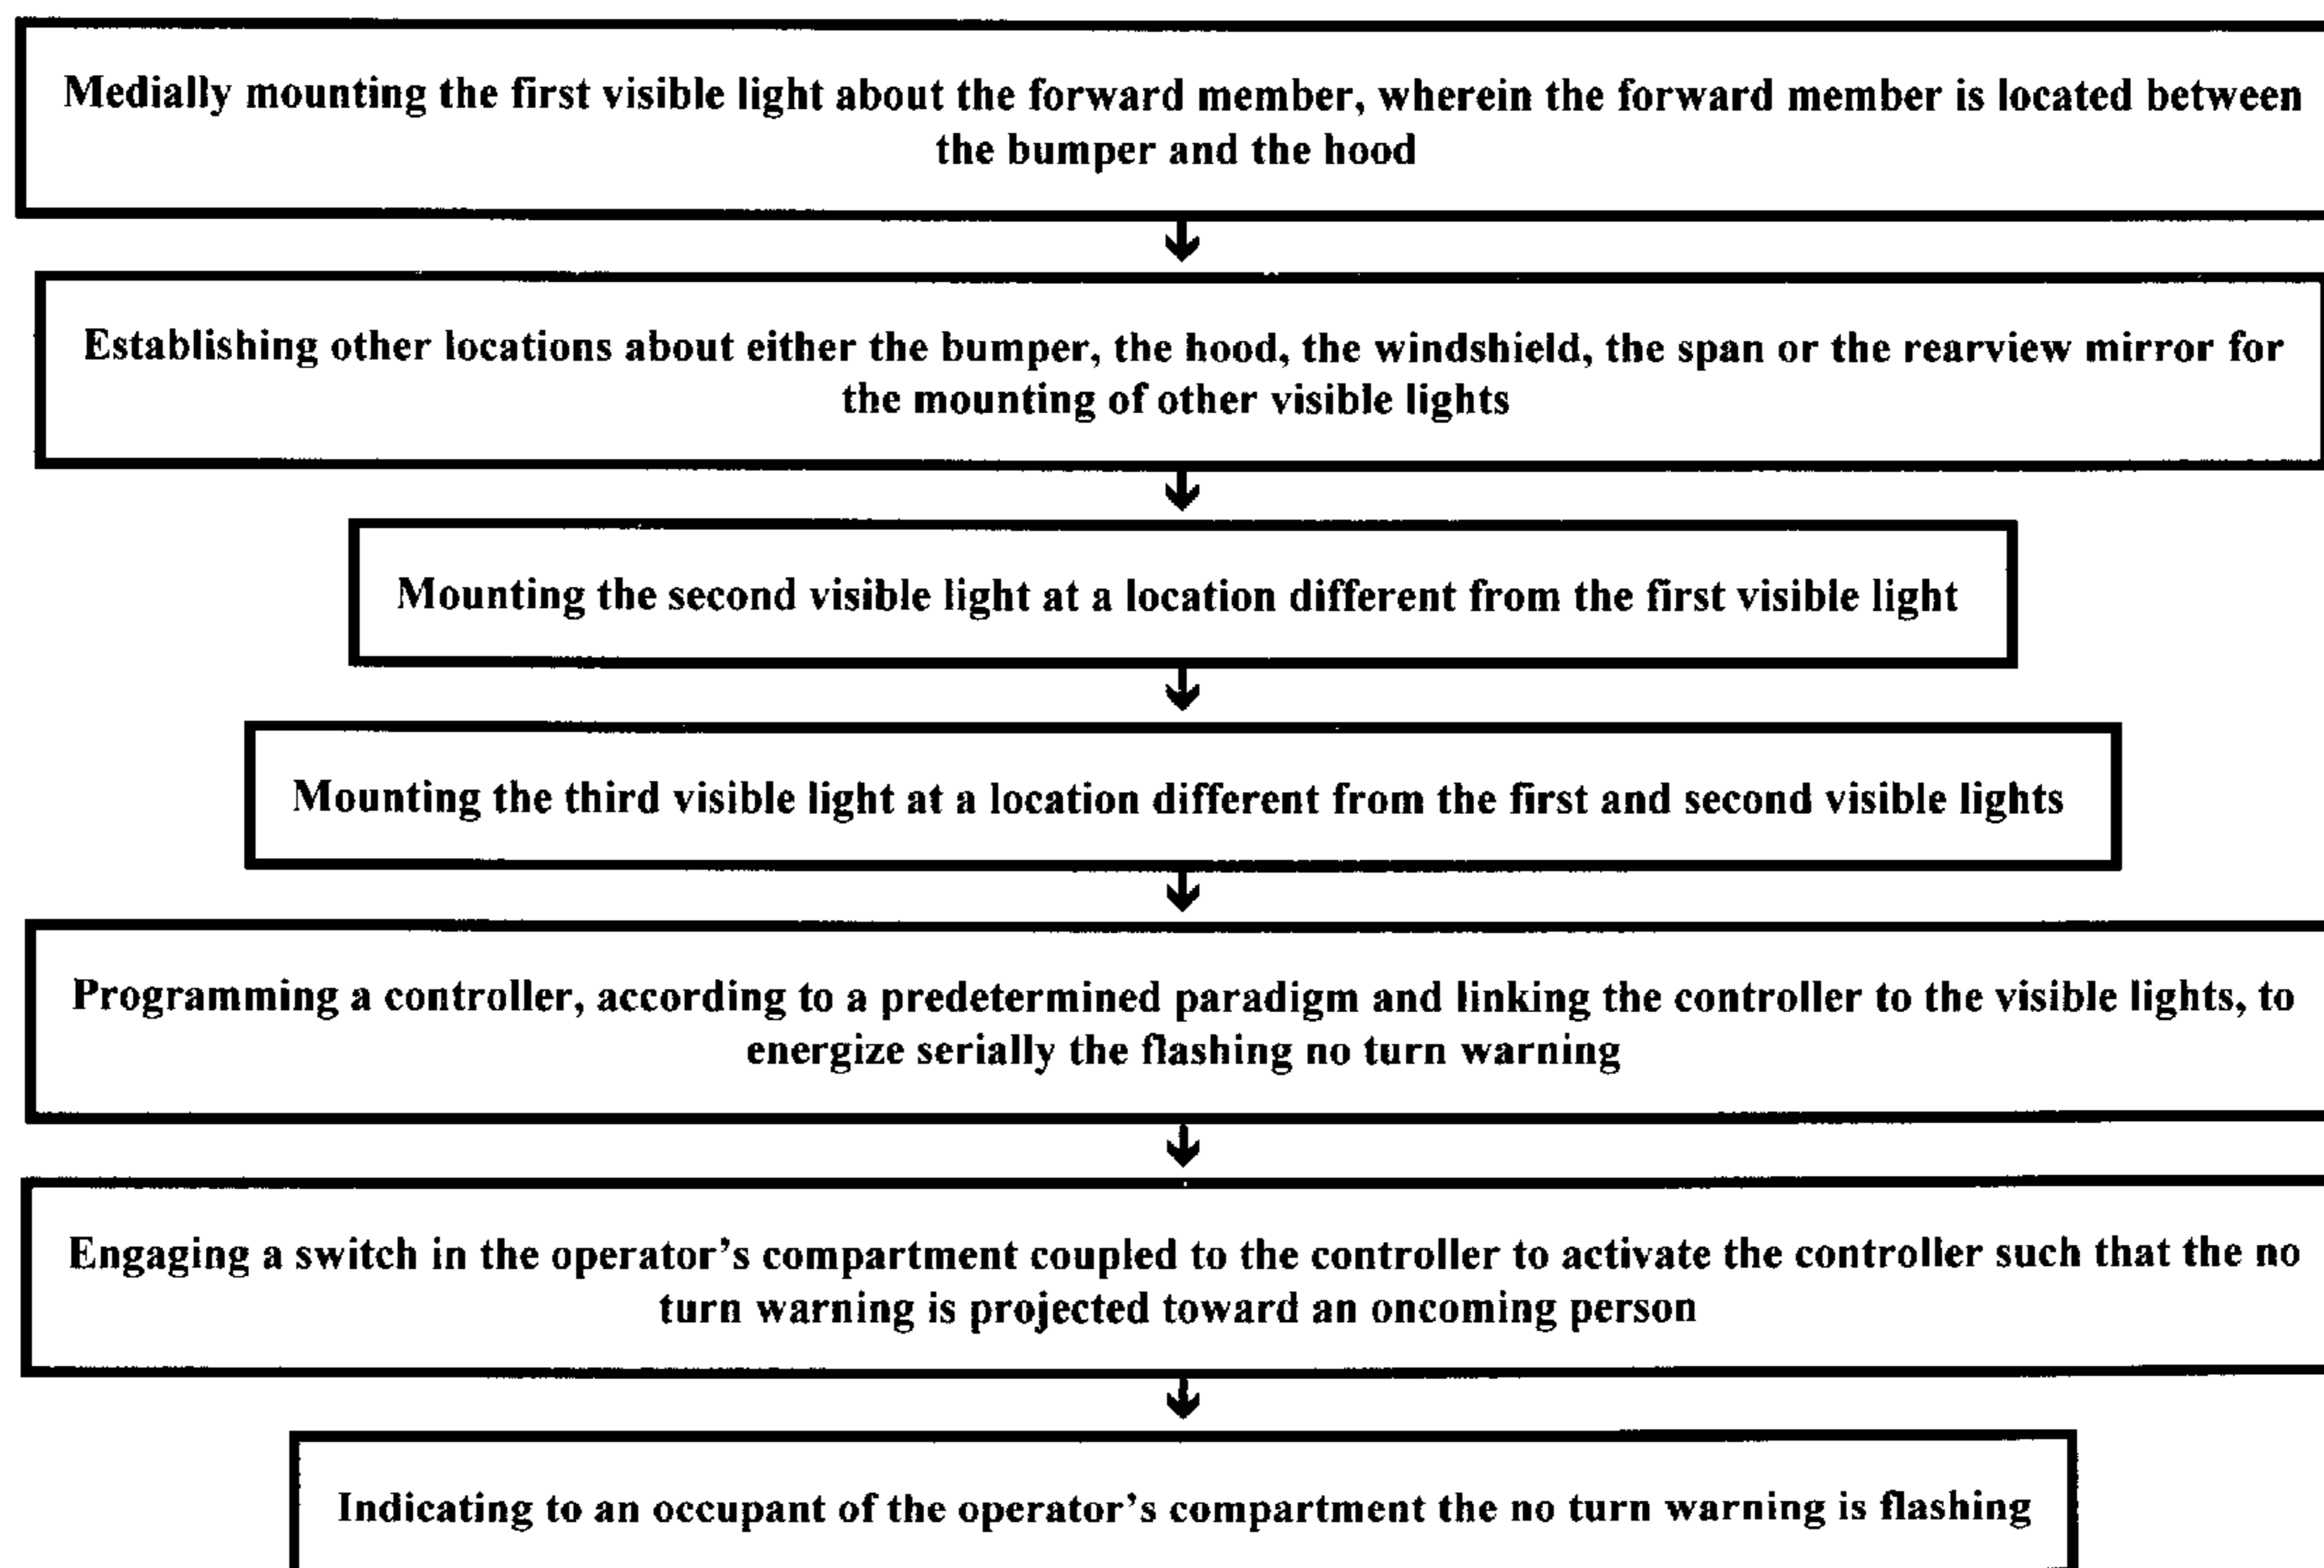 Medially mounting the first visible light about the forward member, wherein the forward member is located between
the bumper and the hood
Establishing other locations about either the bumper, the hood, the windshield, the span or the rearview mirror for
the mounting of other visible lights
Mounting the second visible light at a location different from the first visible light
Mounting the third visible light at a location different from the first and second visible lights
Programming a controller, according to a predetermined paradigm and linking the controller to the visible lights, to
energize serially the flashing no turn warning
Engaging a switch in the operator’s compartment coupled to the controller to activate the controller such that the no
turn warning is projected toward an oncoming person
Indicating to an occupant of the operator’s compartment the no turn warning is flashing